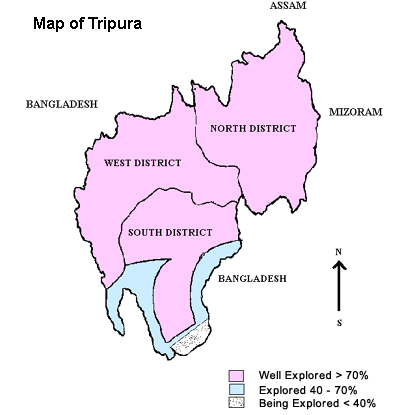 ASSAM
Map of Tripura
BANGLADESH
MIZORAM
NORTH DISTRICT
WEST DISTRICT
SOUTH DISTRICT
N
BANGLADESH
S
Well Explored > 70%
Explored 40 - 70%
Being Explored < 40%